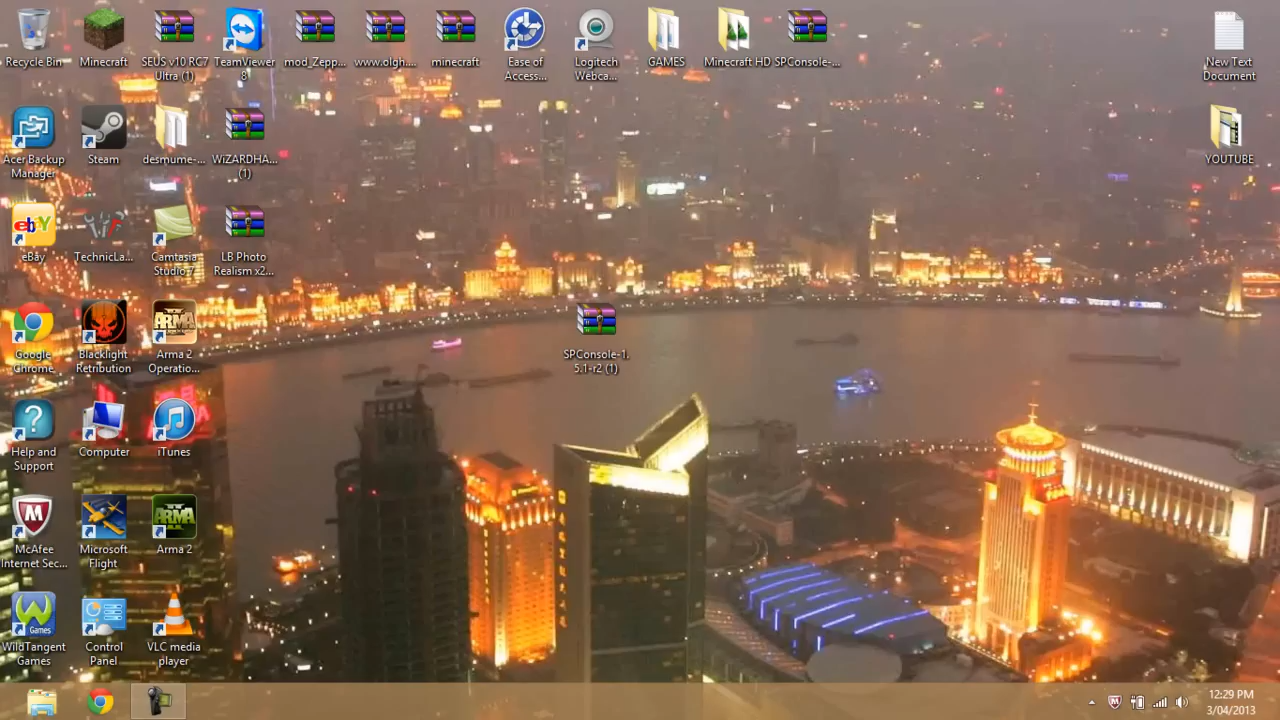 Recycle Bin
Minecraft
SEUS v10 RC7
Ultra (1)
TeamViewer
8
mod_Zepp...
www.olgh....
minecraft
Ease of
Access...
Logitech
Webca...
GAMES
Minecraft HD
SPConsole-...
New Text
Document
Acer Backup
Manager
Steam
desmume-...
WiZARDHA...
(1)
YOUTUBE
ebY
eBay
TechnicLa...
Camtasia
Studio 7
LB Photo
Realism x2...
Google
Chrome
Blacklight
Retribution
ARMA
Arma 2
Operatio...
SPConsole-1.
5.1-r2 (1)
Help and
Support
Computer
iTunes
McAfee
Internet Sec...
Microsoft
Flight
ARMA
Arma 2
Games
WildTangent
Games
Control
Panel
VLC media
player
12:29 PM
3/04/2013